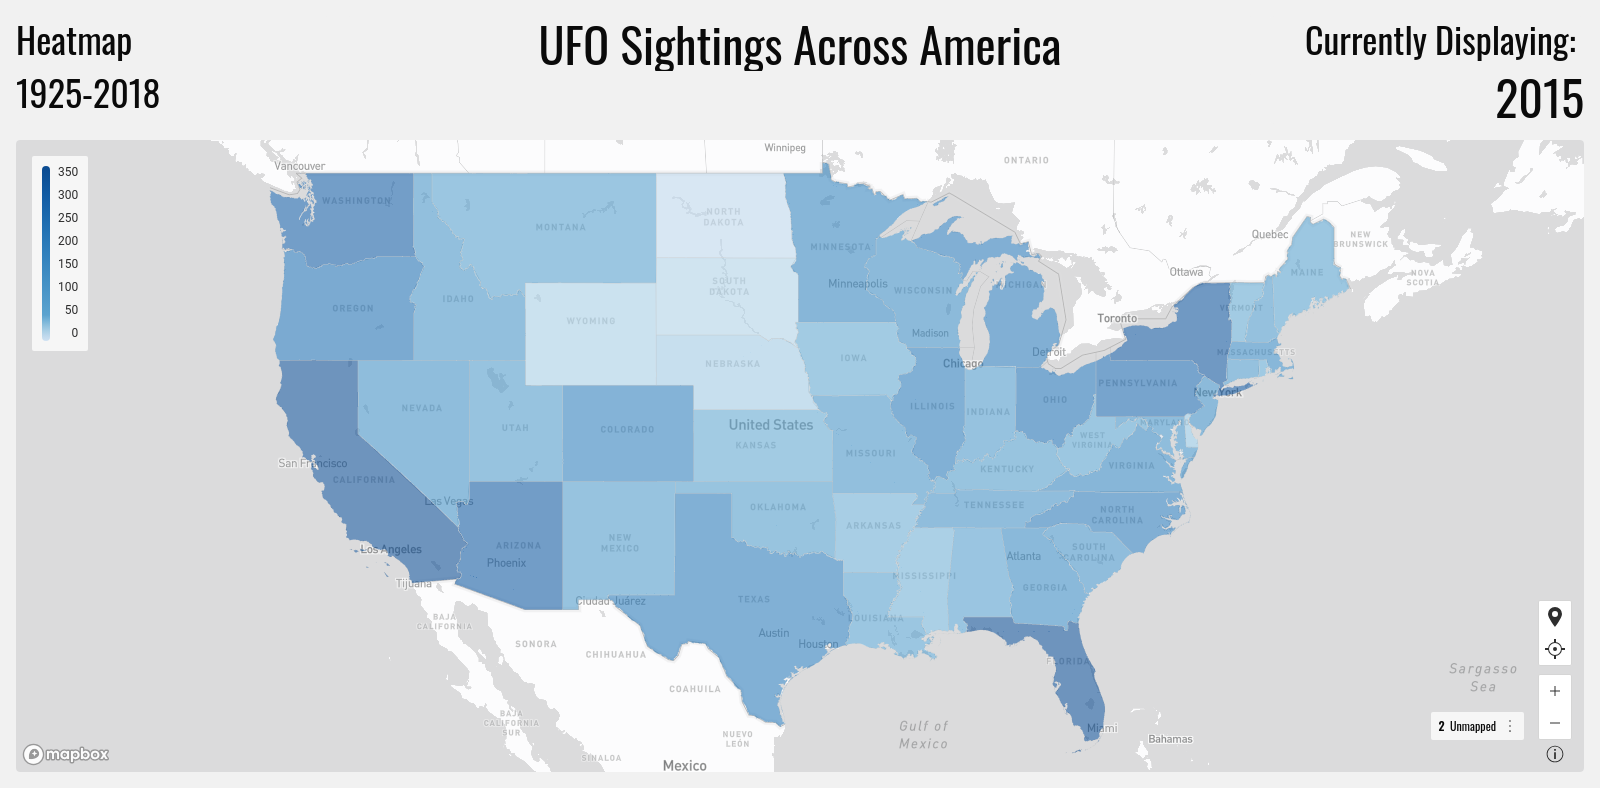 Heatmap
1925-2018
UFO Sightings Across America
Currently Displaying:
2015
350
300
250
200
150
100
50
0
Vancouver
Winnipeg
ONTARIO
WASHINGTON
MONTANA
NORTH
DAKOTA
MINNESOTA
Quebec
NEW
BRUNSWICK
Ottawa
MAINE
NOVA
SCOTIA
OREGON
IDAHO
WYOMING
SOUTH
DAKOTA
Minneapolis
WISCONSIN
MICHIGAN
Toronto
VERMONT
Madison
Detroit
MASSACHUSETTS
NEBRASKA
IOWA
Chicago
PENNSYLVANIA
New York
NEVADA
UTAH
COLORADO
United States
KANSAS
ILLINOIS
INDIANA
OHIO
MARYLAND
WEST
VIRGINIA
VIRGINIA
San Francisco
CALIFORNIA
MISSOURI
KENTUCKY
Las Vegas
OKLAHOMA
TENNESSEE
NORTH
CAROLINA
Los Angeles
ARIZONA
Phoenix
NEW
MEXICO
ARKANSAS
Atlanta
SOUTH
CAROLINA
Tijuana
MISSISSIPPI
GEORGIA
Ciudad Juárez
TEXAS
LOUISIANA
BAJA
CALIFORNIA
Austin
Houston
SONORA
CHIHUAHUA
FLORIDA
COAHUILA
Sargasso
Sea
BAJA
CALIFORNIA
SUR
NUEVO
LEÓN
Gulf of
Mexico
Miami
Bahamas
2 Unmapped
SINALOA
Mexico
mapbox